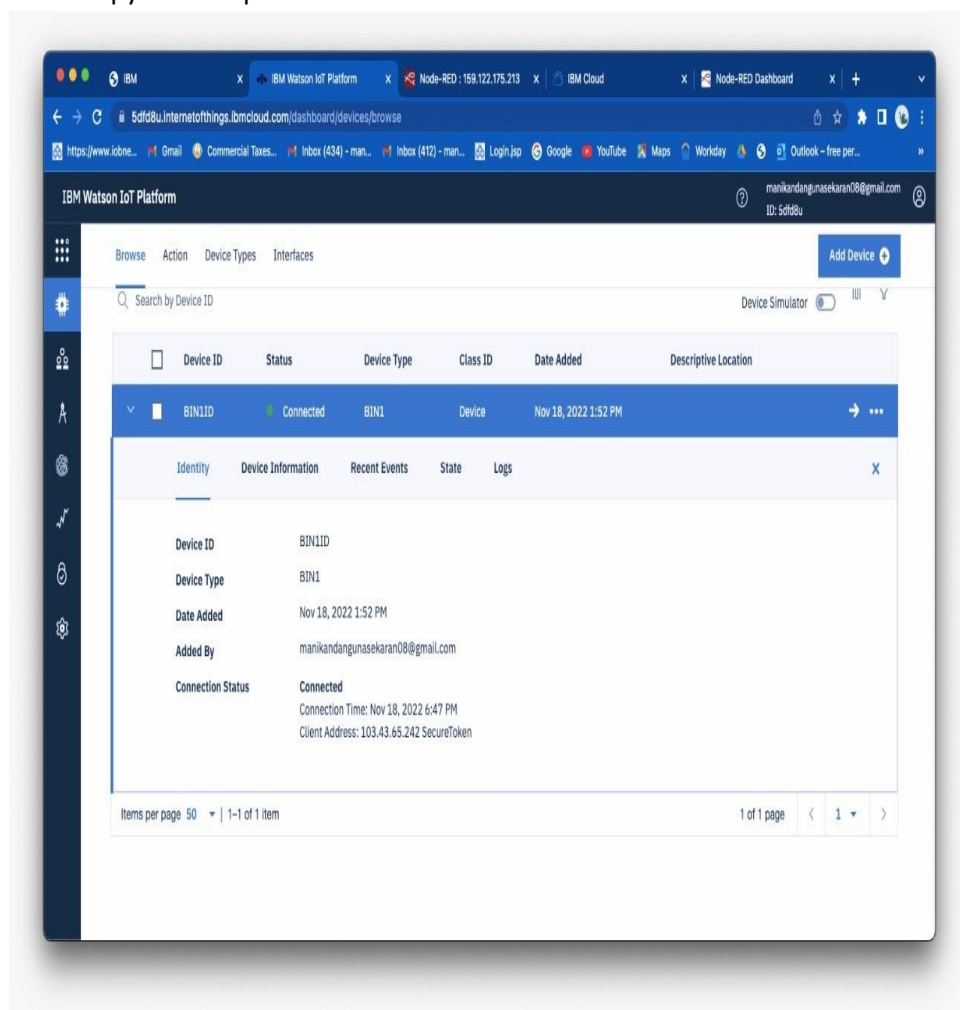 IBM
IBM Watson IoT Platform
Node-RED : 159.122.175.213
IBM Cloud
Node-RED Dashboard
5dfd8u.internetofthings.ibmcloud.com/dashboard/devices/browse
https://www.iobne... Gmail Commercial Taxes... Inbox (434) - man... Inbox (412) - man... Login.jsp Google YouTube Maps Workday Outlook – free per... »
IBM Watson IoT Platform
manikandangunasekaran08@gmail.com
ID: 5dfd8u
Browse Action Device Types Interfaces Add Device
Search by Device ID Device Simulator
Device ID Status Device Type Class ID Date Added Descriptive Location
BIN1ID Connected BIN1 Device Nov 18, 2022 1:52 PM
Identity Device Information Recent Events State Logs
Device ID BIN1ID
Device Type BIN1
Date Added Nov 18, 2022 1:52 PM
Added By manikandangunasekaran08@gmail.com
Connection Status Connected
Connection Time: Nov 18, 2022 6:47 PM
Client Address: 103.43.65.242 SecureToken
Items per page 50 | 1–1 of 1 item 1 of 1 page 1